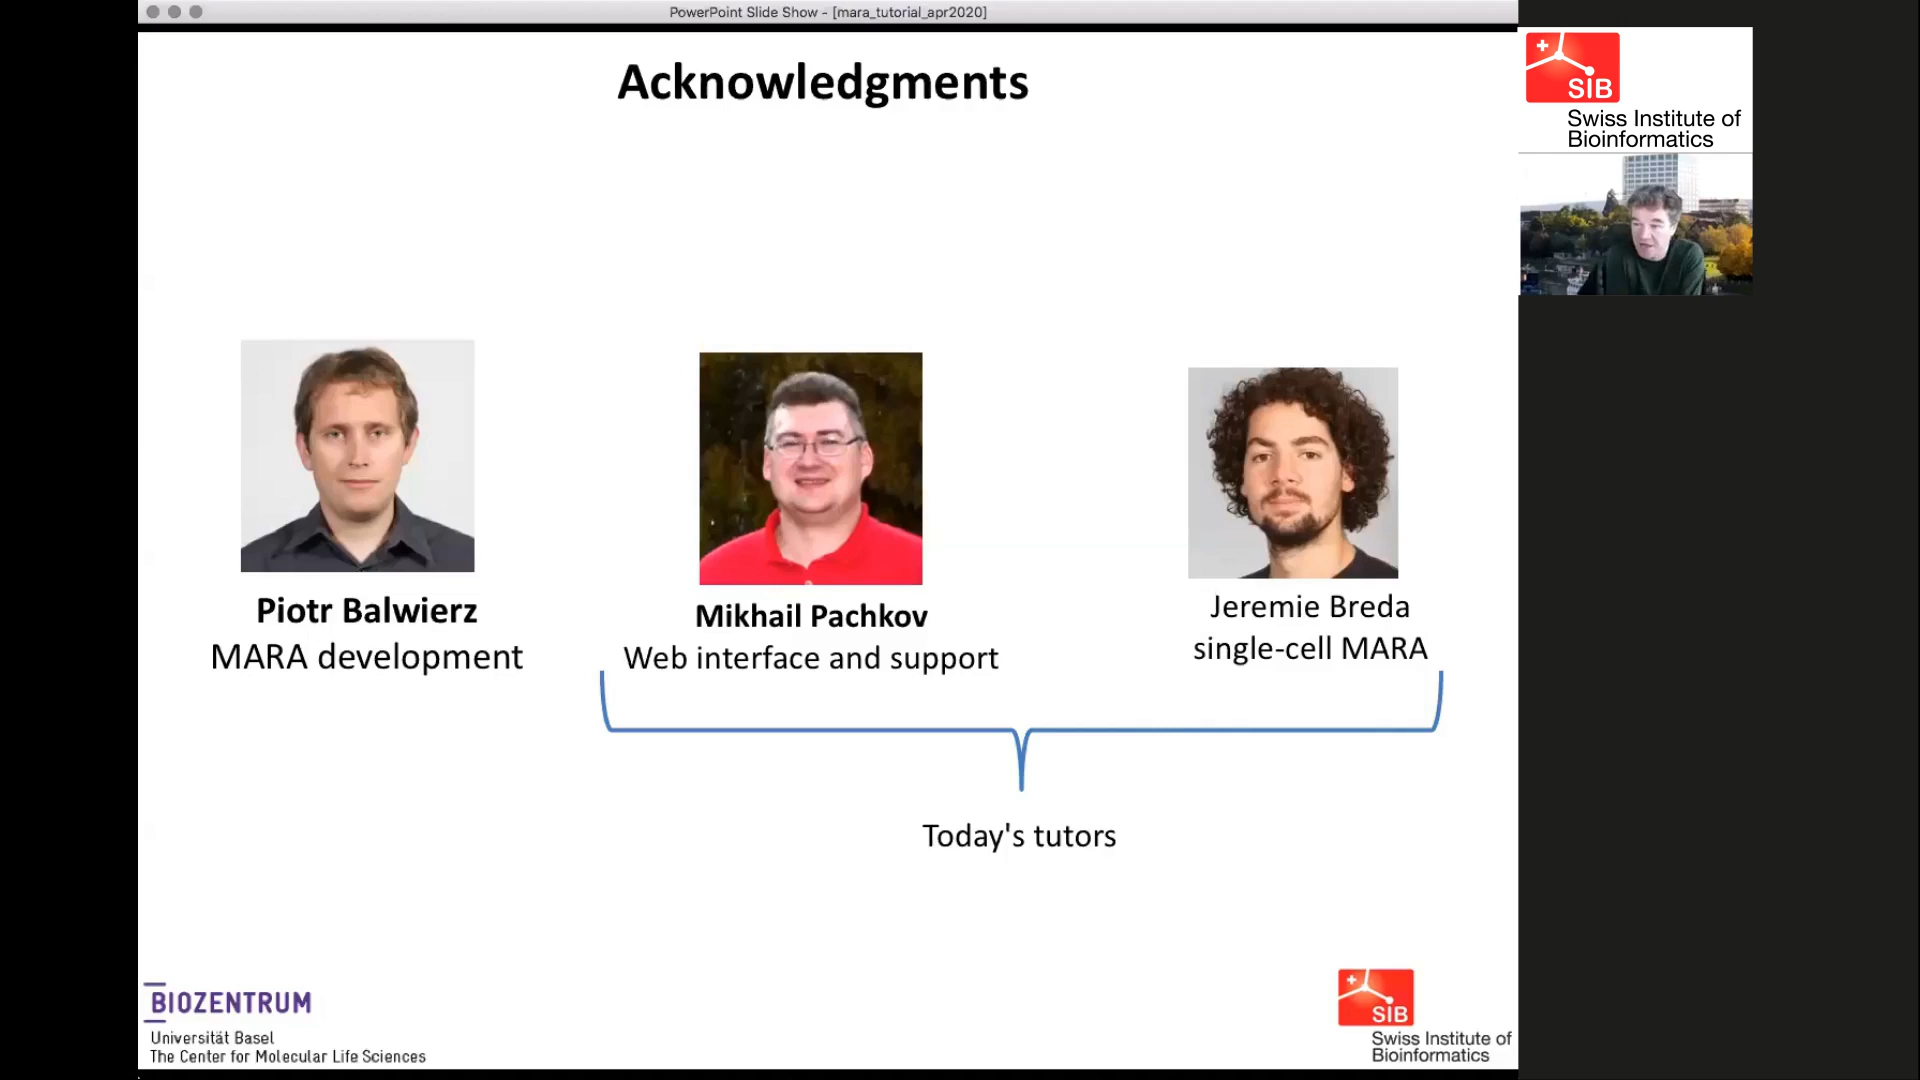 PowerPoint Slide Show - [mara_tutorial_apr2020]
Acknowledgments
SIB
Swiss Institute of
Bioinformatics
Piotr Balwierz
MARA development
Mikhail Pachkov
Web interface and support
Jeremie Breda
single-cell MARA
Today's tutors
BIOZENTRUM
Universität Basel
The Center for Molecular Life Sciences
SIB
Swiss Institute of
Bioinformatics